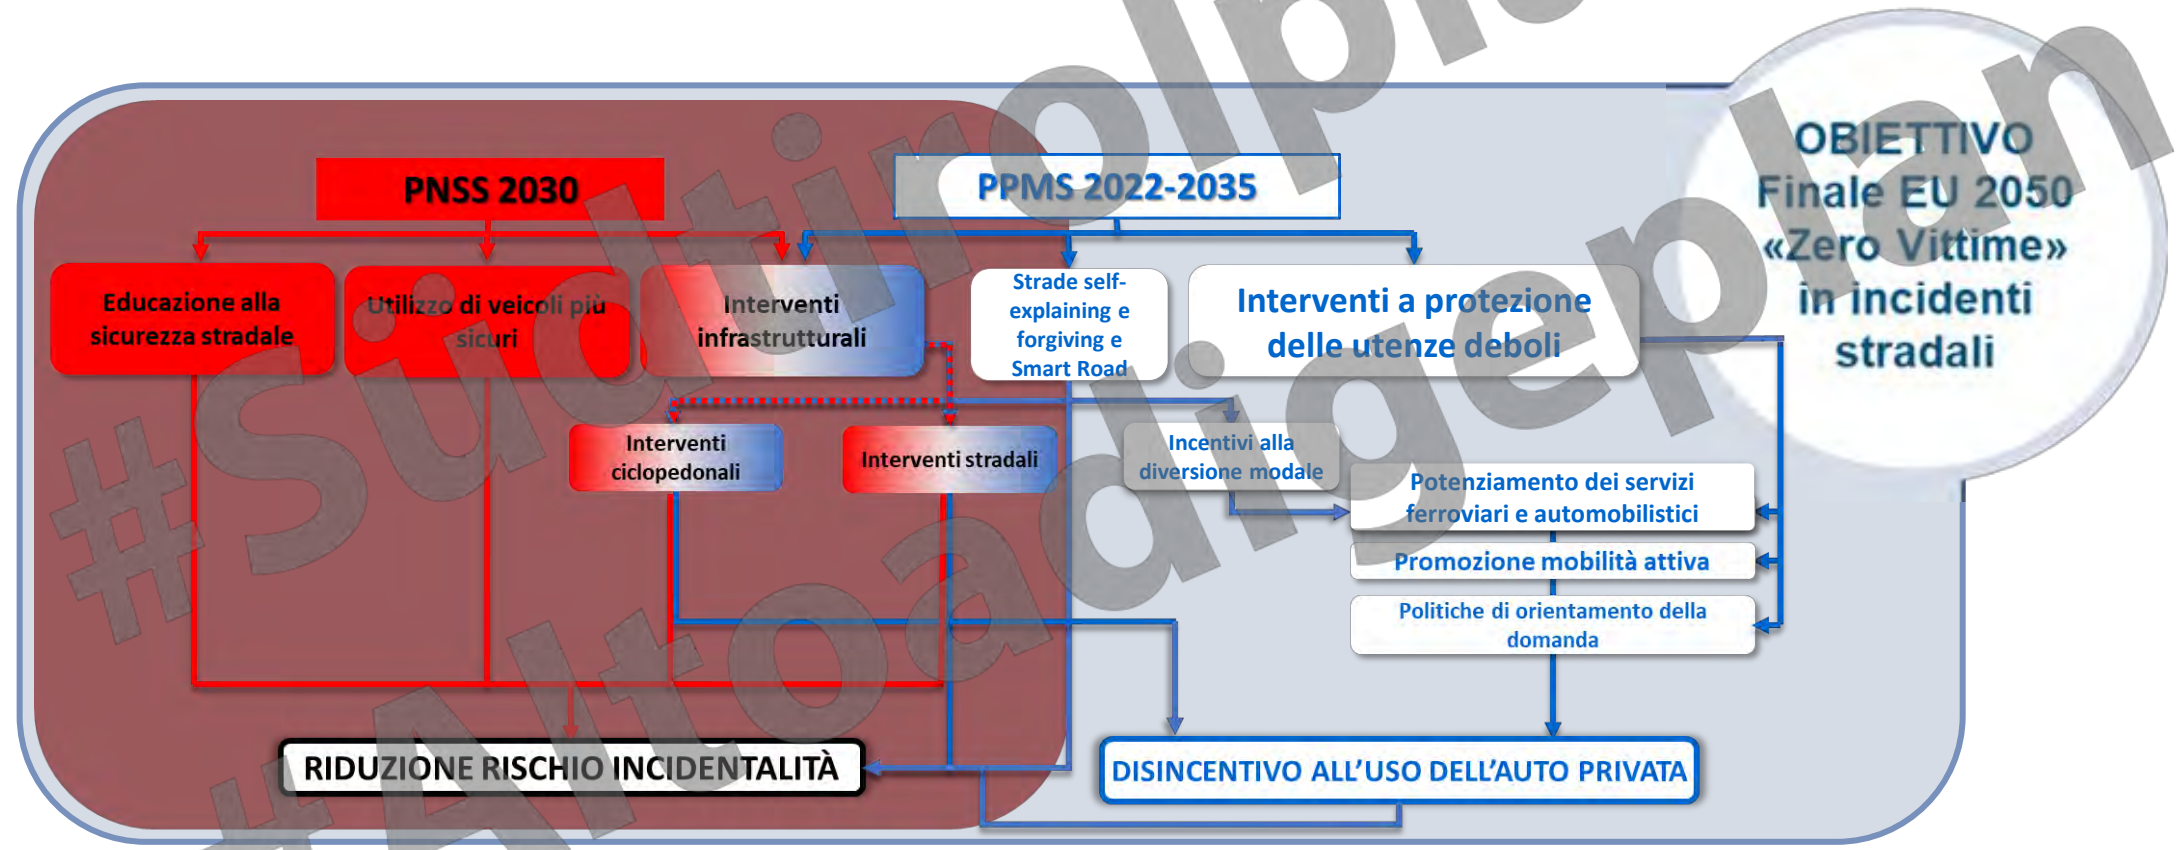 #Südtirolplan
#Altoadigeplan
OBIETTIVO
Finale EU 2050
«Zero Vittime»
in incidenti
stradali
PNSS 2030
PPMS 2022-2035
Educazione alla
sicurezza stradale
Utilizzo di veicoli più
sicuri
Interventi
infrastrutturali
Strade self-
explaining e
forgiving e
Smart Road
Interventi a protezione
delle utenze deboli
Interventi
ciclopedonali
Interventi stradali
Incentivi alla
diversione modale
Potenziamento dei servizi
ferroviari e automobilistici
Promozione mobilità attiva
Politiche di orientamento della
domanda
RIDUZIONE RISCHIO INCIDENTALITÀ
DISINCENTIVO ALL'USO DELL'AUTO PRIVATA